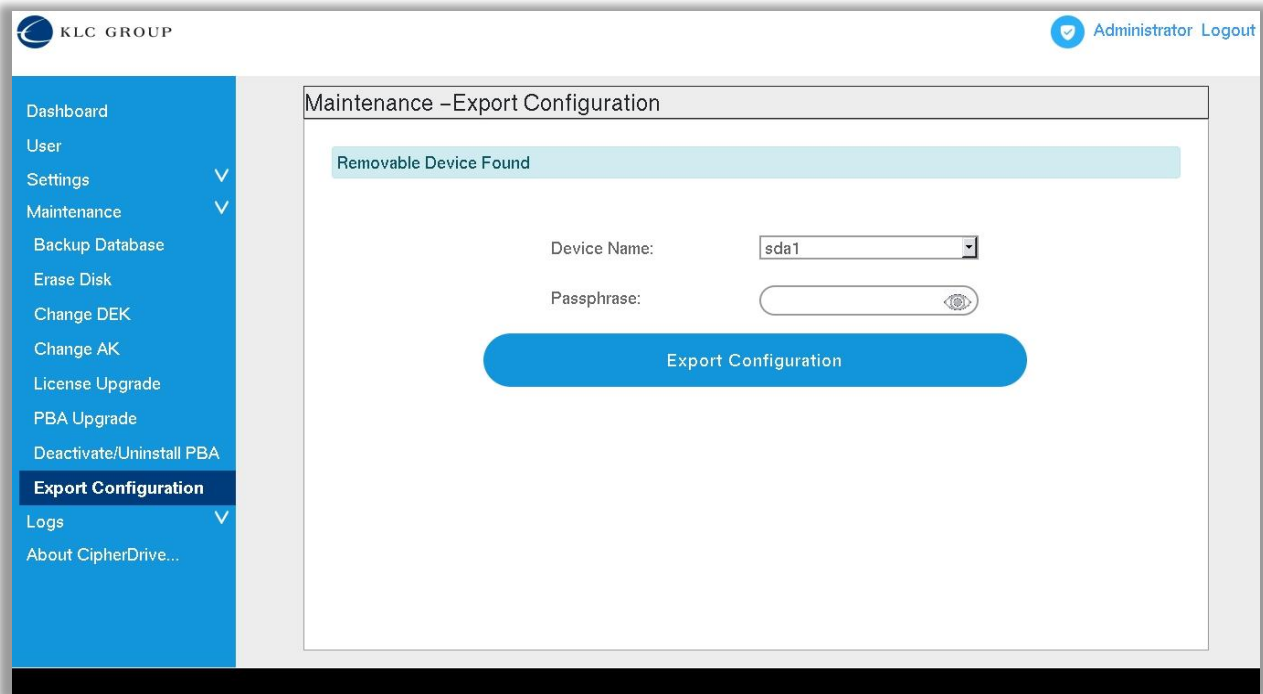 KLC GROUP
Administrator Logout
Dashboard
User
Settings
Maintenance
Backup Database
Erase Disk
Change DEK
Change AK
License Upgrade
PBA Upgrade
Deactivate/Uninstall PBA
Export Configuration
Logs
About CipherDrive...
Maintenance –Export Configuration
Removable Device Found
Device Name: sda1
Passphrase:
Export Configuration